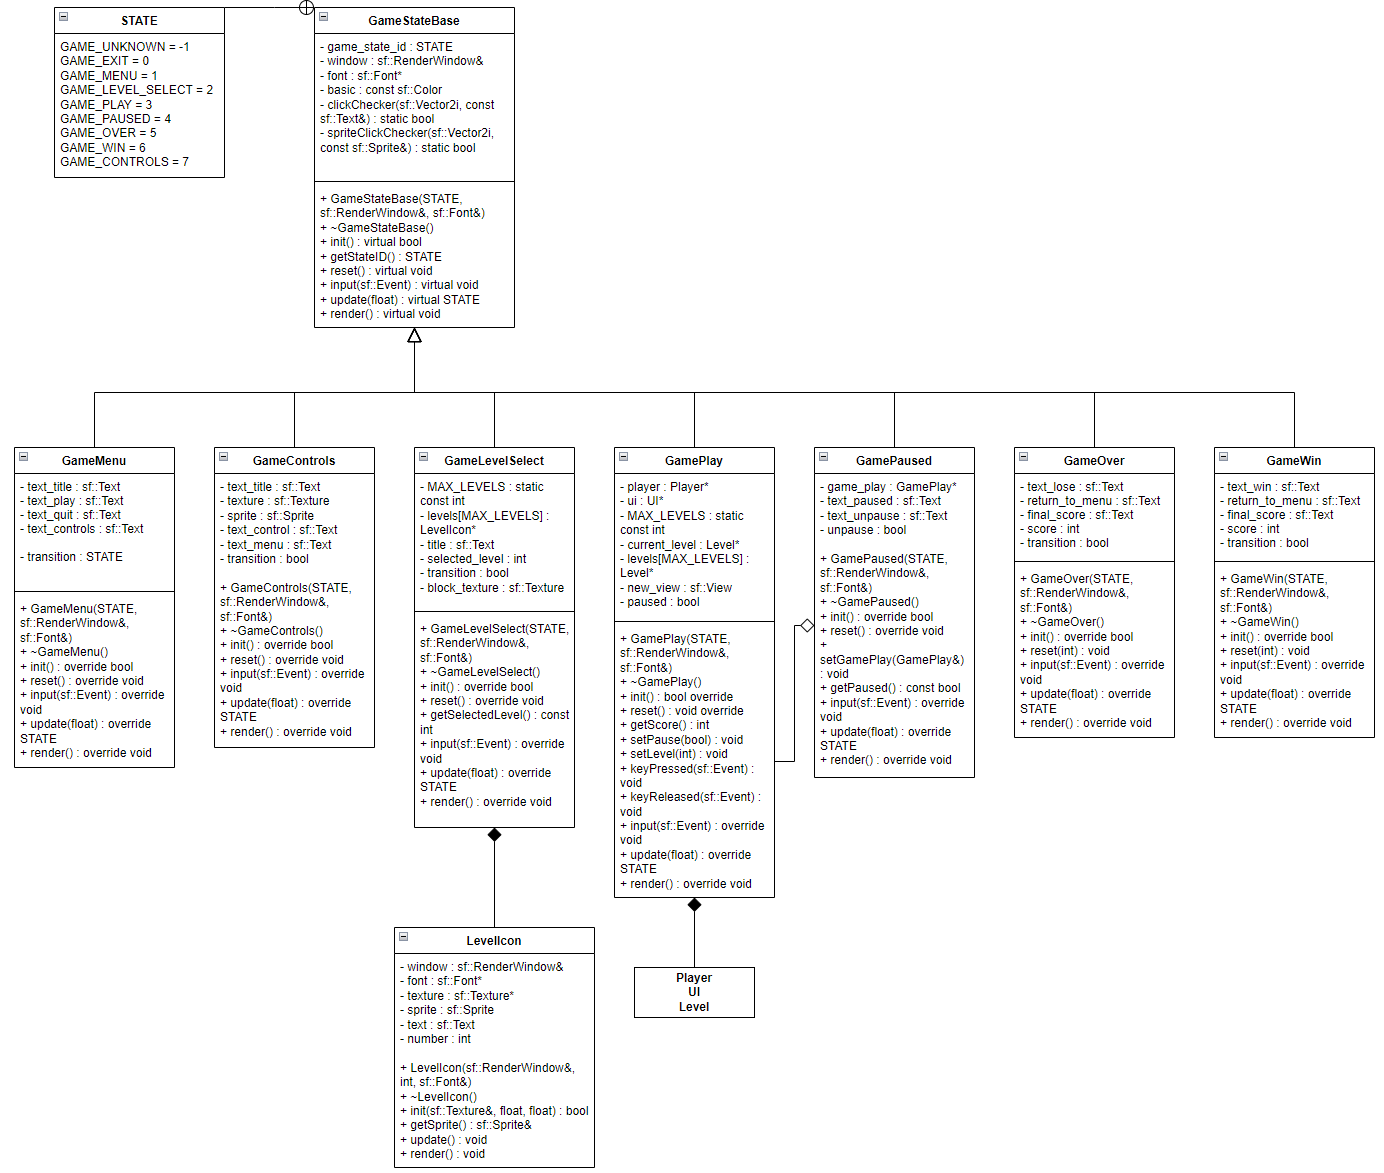 STATE
GAME_UNKNOWN = -1
GAME_EXIT = 0
GAME_MENU = 1
GAME_LEVEL_SELECT = 2
GAME_PLAY = 3
GAME_PAUSED = 4
GAME_OVER = 5
GAME_WIN = 6
GAME_CONTROLS = 7
GameStateBase
- game_state_id : STATE
- window : sf::RenderWindow&
- font : sf::Font*
- basic : const sf::Color
- clickChecker(sf::Vector2i, const
sf::Text&) : static bool
- spriteClickChecker(sf::Vector2i,
const sf::Sprite&) : static bool
+ GameStateBase(STATE,
sf::RenderWindow&, sf::Font&)
+ ~GameStateBase()
+ init() : virtual bool
+ getStateID() : STATE
+ reset() : virtual void
+ input(sf::Event) : virtual void
+ update(float) : virtual STATE
+ render() : virtual void
GameMenu
- text_title : sf::Text
- text_play : sf::Text
- text_quit : sf::Text
- text_controls : sf::Text
- transition : STATE
+ GameMenu(STATE,
sf::RenderWindow&,
sf::Font&)
+ ~GameMenu()
+ init() : override bool
+ reset() : override void
+ input(sf::Event) : override
void
+ update(float) : override
STATE
+ render() : override void
GameControls
- text_title : sf::Text
- texture : sf::Texture
- sprite : sf::Sprite
- text_control : sf::Text
- text_menu : sf::Text
- transition : bool
+ GameControls(STATE,
sf::RenderWindow&,
sf::Font&)
+ ~GameControls()
+ init() : override bool
+ reset() : override void
+ input(sf::Event) : override
void
+ update(float) : override
STATE
+ render() : override void
GameLevelSelect
- MAX_LEVELS : static
const int
- levels[MAX_LEVELS] :
LevelIcon*
- title : sf::Text
- selected_level : int
- transition : bool
- block_texture : sf::Texture
+ GameLevelSelect(STATE,
sf::RenderWindow&,
sf::Font&)
+ ~GameLevelSelect()
+ init() : override bool
+ reset() : override void
+ getSelectedLevel() : const
int
+ input(sf::Event) : override
void
+ update(float) : override
STATE
+ render() : override void
GamePlay
- player : Player*
- ui : UI*
- MAX_LEVELS : static
const int
- current_level : Level*
- levels[MAX_LEVELS] :
Level*
- new_view : sf::View
- paused : bool
+ GamePlay(STATE,
sf::RenderWindow&,
sf::Font&)
+ ~GamePlay()
+ init() : bool override
+ reset() : void override
+ getScore() : int
+ setPause(bool) : void
+ setLevel(int) : void
+ keyPressed(sf::Event) :
void
+ keyReleased(sf::Event) :
void
+ input(sf::Event) : override
void
+ update(float) : override
STATE
+ render() : override void
GamePaused
- game_play : GamePlay*
- text_paused : sf::Text
- text_unpause : sf::Text
- unpause : bool
+ GamePaused(STATE,
sf::RenderWindow&,
sf::Font&)
+ ~GamePaused()
+ init() : override bool
+ reset() : override void
+
setGamePlay(GamePlay&)
: void
+ getPaused() : const bool
+ input(sf::Event) : override
void
+ update(float) : override
STATE
+ render() : override void
GameOver
- text_lose : sf::Text
- return_to_menu : sf::Text
- final_score : sf::Text
- score : int
- transition : bool
+ GameOver(STATE,
sf::RenderWindow&,
sf::Font&)
+ ~GameOver()
+ init() : override bool
+ reset(int) : void
+ input(sf::Event) : override
void
+ update(float) : override
STATE
+ render() : override void
GameWin
- text_win : sf::Text
- return_to_menu : sf::Text
- final_score : sf::Text
- score : int
- transition : bool
+ GameWin(STATE,
sf::RenderWindow&,
sf::Font&)
+ ~GameWin()
+ init() : override bool
+ reset(int) : void
+ input(sf::Event) : override
void
+ update(float) : override
STATE
+ render() : override void
LevelIcon
- window : sf::RenderWindow&
- font : sf::Font*
- texture : sf::Texture*
- sprite : sf::Sprite
- text : sf::Text
- number : int
+ LevelIcon(sf::RenderWindow&,
int, sf::Font&)
+ ~LevelIcon()
+ init(sf::Texture&, float, float) : bool
+ getSprite() : sf::Sprite&
+ update() : void
+ render() : void
Player
UI
Level